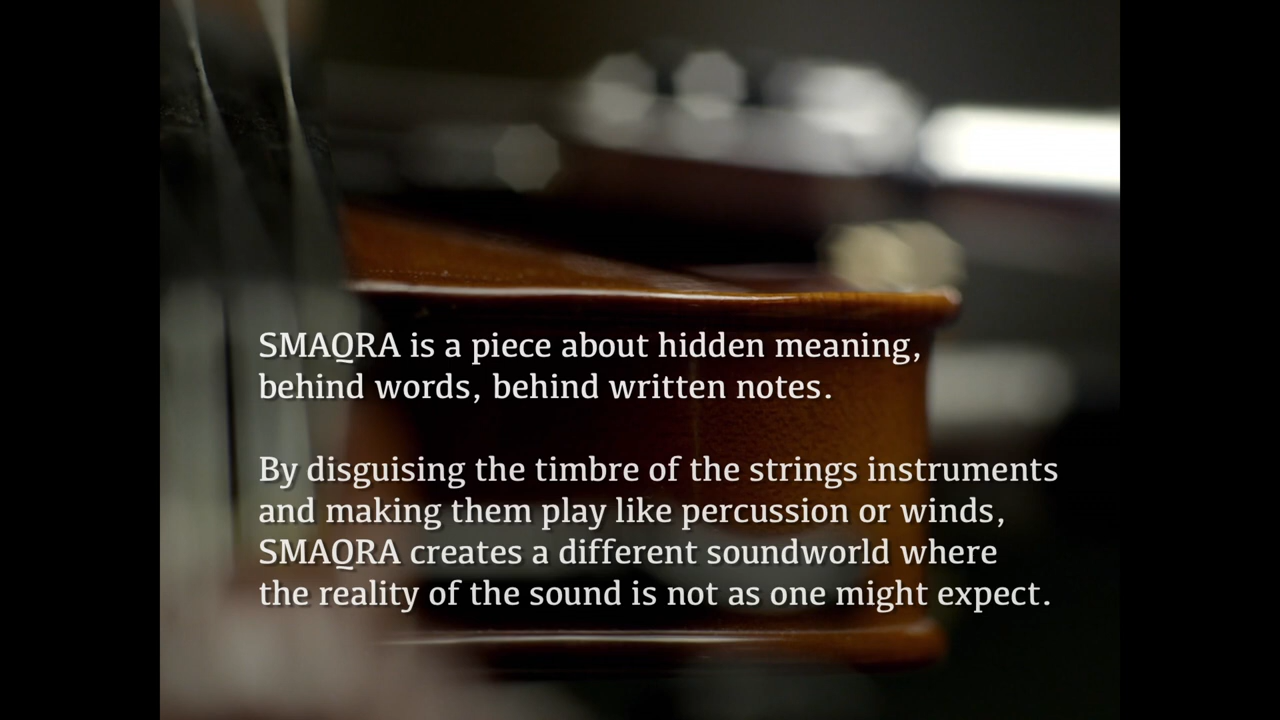 SMAQRA is a piece about hidden meaning,
behind words, behind written notes.
By disguising the timbre of the strings instruments
and making them play like percussion or winds,
SMAQRA creates a different soundworld where
the reality of the sound is not as one might expect.